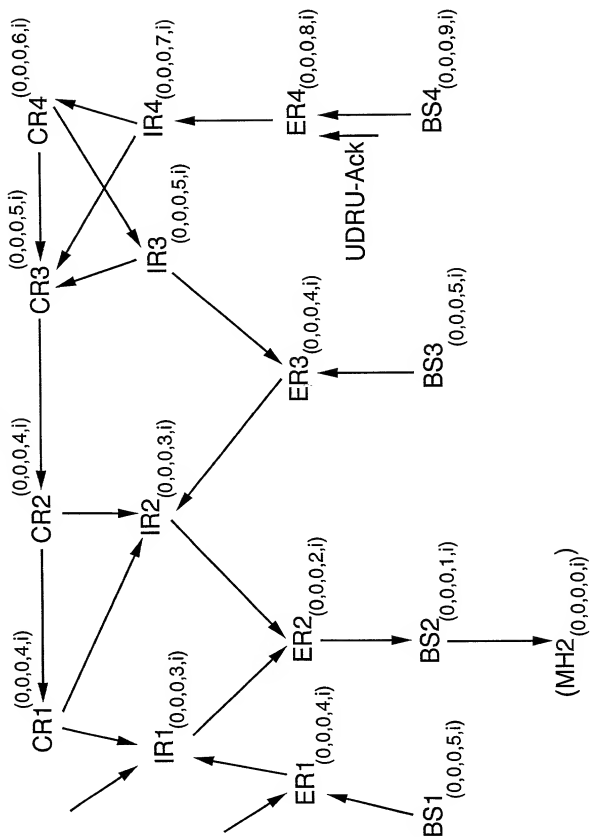 CR1(0,0,0,4,i)
CR2(0,0,0,4,i)
CR3(0,0,0,5,i)
CR4(0,0,0,6,i)
IR1(0,0,0,3,i)
IR2(0,0,0,3,i)
IR3(0,0,0,5,i)
IR4(0,0,0,7,i)
ER1(0,0,0,4,i)
ER2(0,0,0,2,i)
ER3(0,0,0,4,i)
ER4(0,0,0,8,i)
UDRU-Ack
BS1(0,0,0,5,i)
BS2(0,0,0,1,i)
BS3(0,0,0,5,i)
BS4(0,0,0,9,i)
(MH2(0,0,0,0,i))